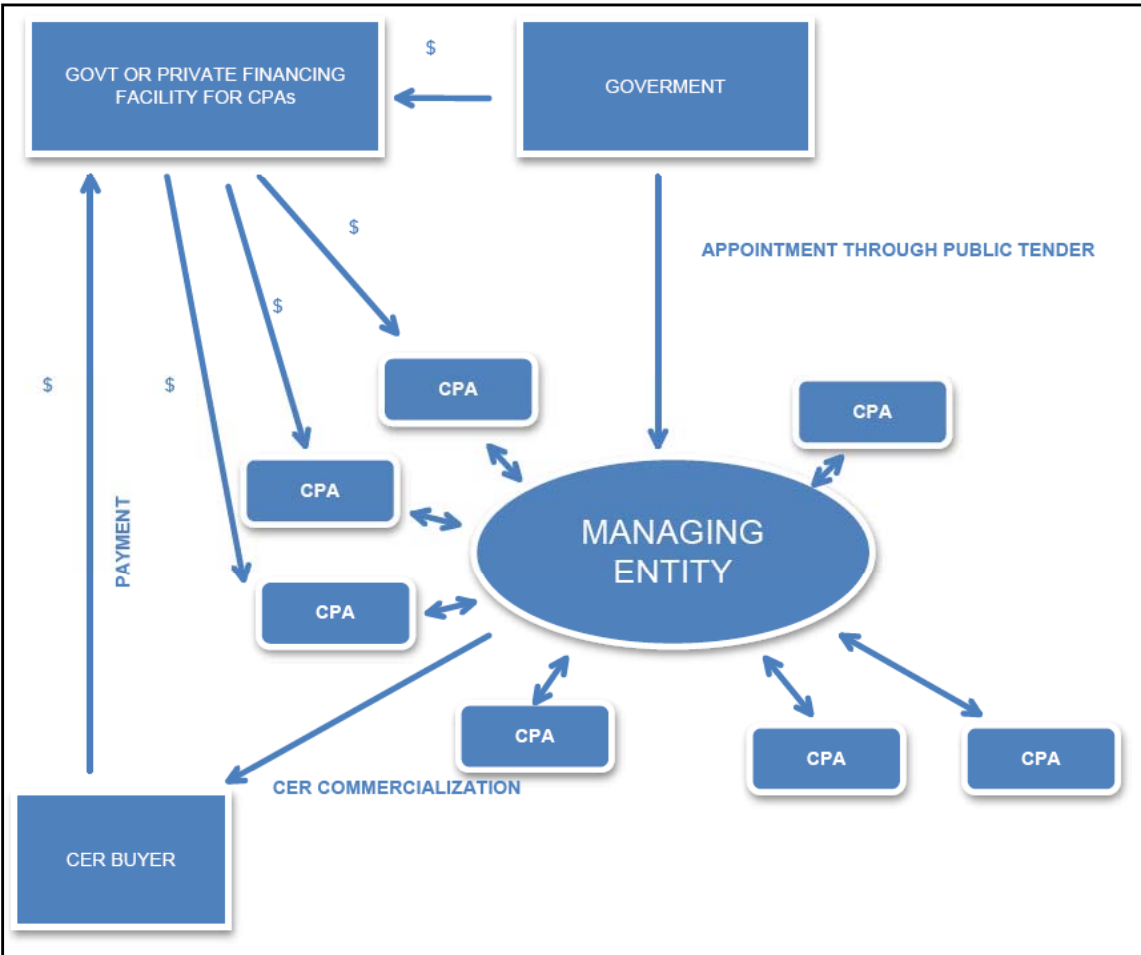 GOVT OR PRIVATE FINANCING
FACILITY FOR CPAs
$
GOVERMENT
$
APPOINTMENT THROUGH PUBLIC TENDER
$
$
$
CPA
CPA
CPA
CPA
MANAGING
ENTITY
PAYMENT
CPA
CPA
CPA
CER COMMERCIALIZATION
CER BUYER